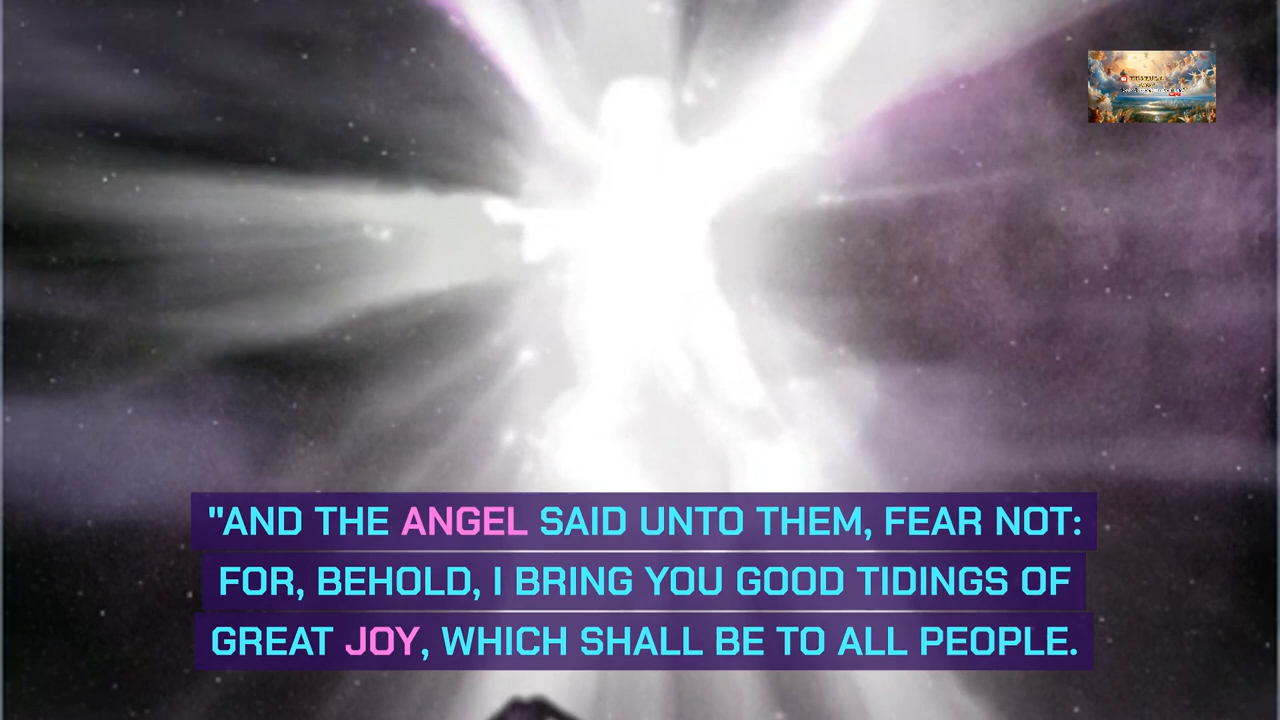 "AND THE ANGEL SAID UNTO THEM, FEAR NOT:
FOR, BEHOLD, I BRING YOU GOOD TIDINGS OF
GREAT JOY, WHICH SHALL BE TO ALL PEOPLE.